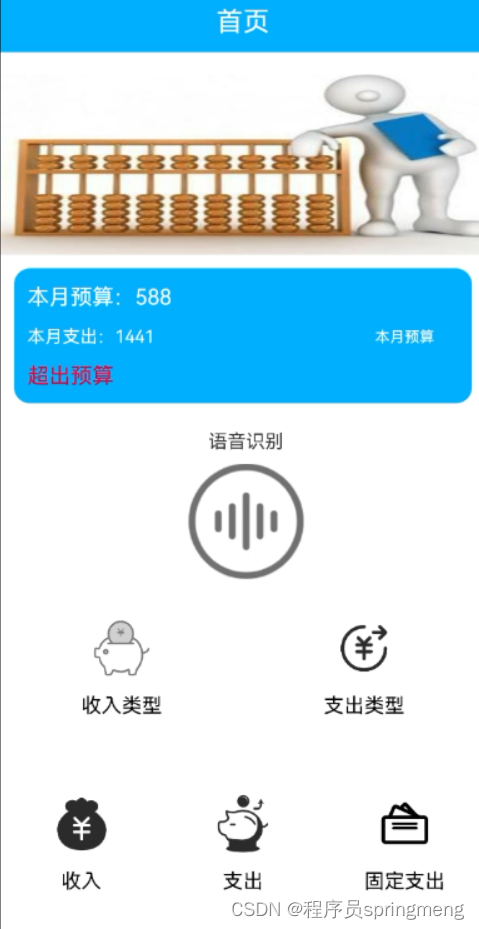 首页
本月预算：588
本月支出：1441
本月预算
超出预算
语音识别
收入类型
支出类型
收入
支出
固定支出
CSDN @程序员springmeng